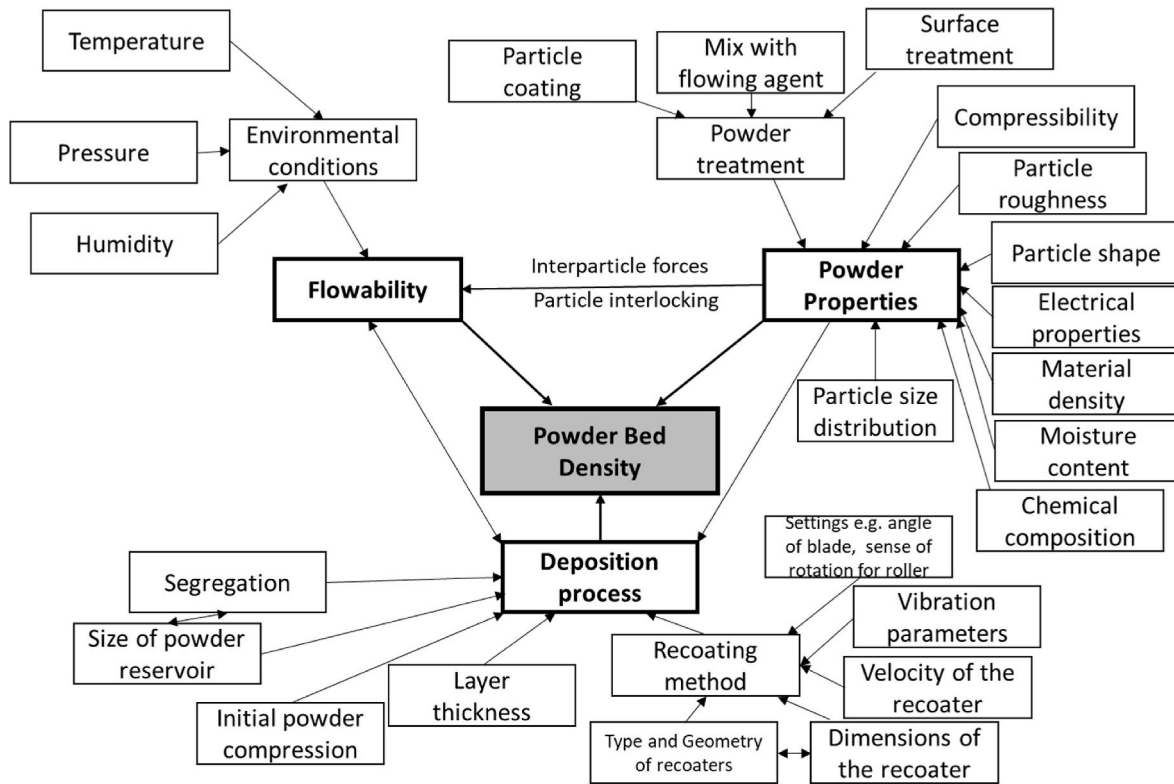 Temperature
Pressure
Humidity
Environmental
conditions
Particle
coating
Mix with
flowing agent
Surface
treatment
Powder
treatment
Compressibility
Particle
roughness
Particle shape
Electrical
properties
Material
density
Moisture
content
Chemical
composition
Particle size
distribution
Flowability
Interparticle forces
Particle interlocking
Powder
Properties
Powder Bed
Density
Deposition
process
Segregation
Size of powder
reservoir
Initial powder
compression
Layer
thickness
Recoating
method
Settings e.g. angle
of blade, sense of
rotation for roller
Vibration
parameters
Velocity of the
recoater
Type and Geometry
of recoaters
Dimensions of
the recoater